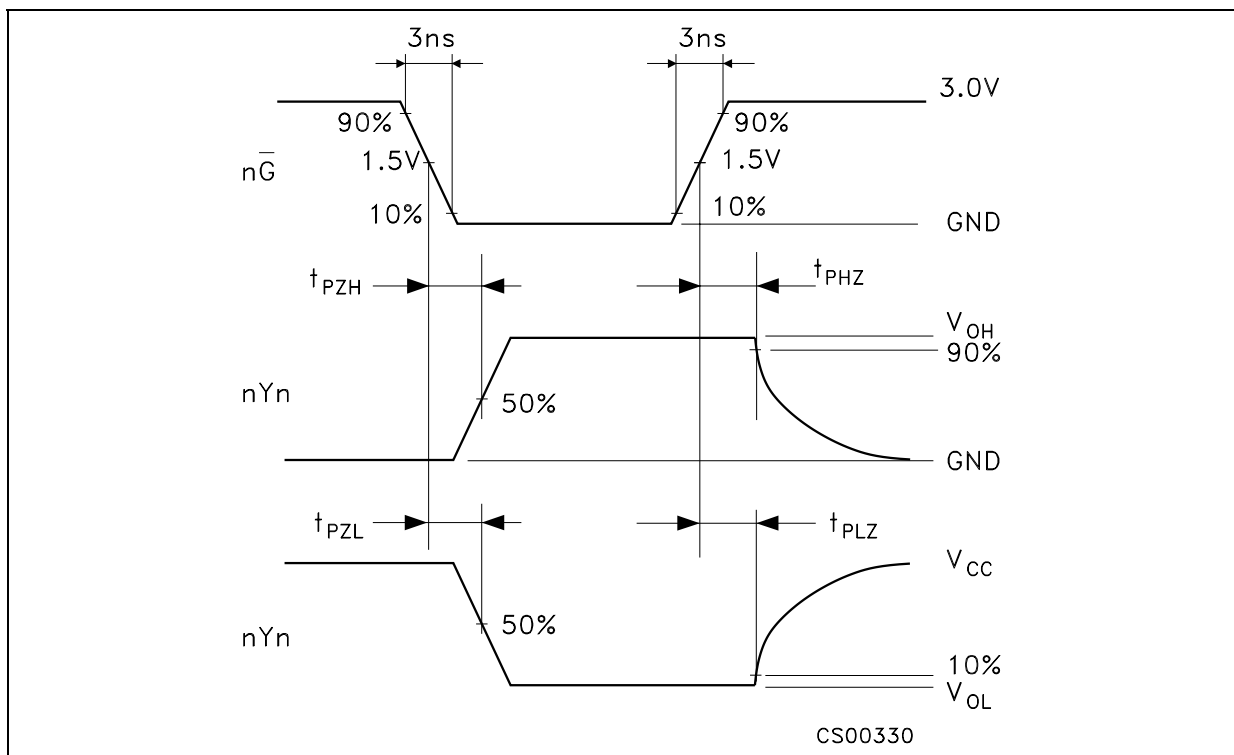 3ns 3ns
3.0V
90% 90%
nG̅ 1.5V 1.5V
10% 10%
GND
tPZH tPHZ
VOH
90%
nYn 50%
GND
tPZL tPLZ
VCC
nYn 50%
10%
VOL
CS00330